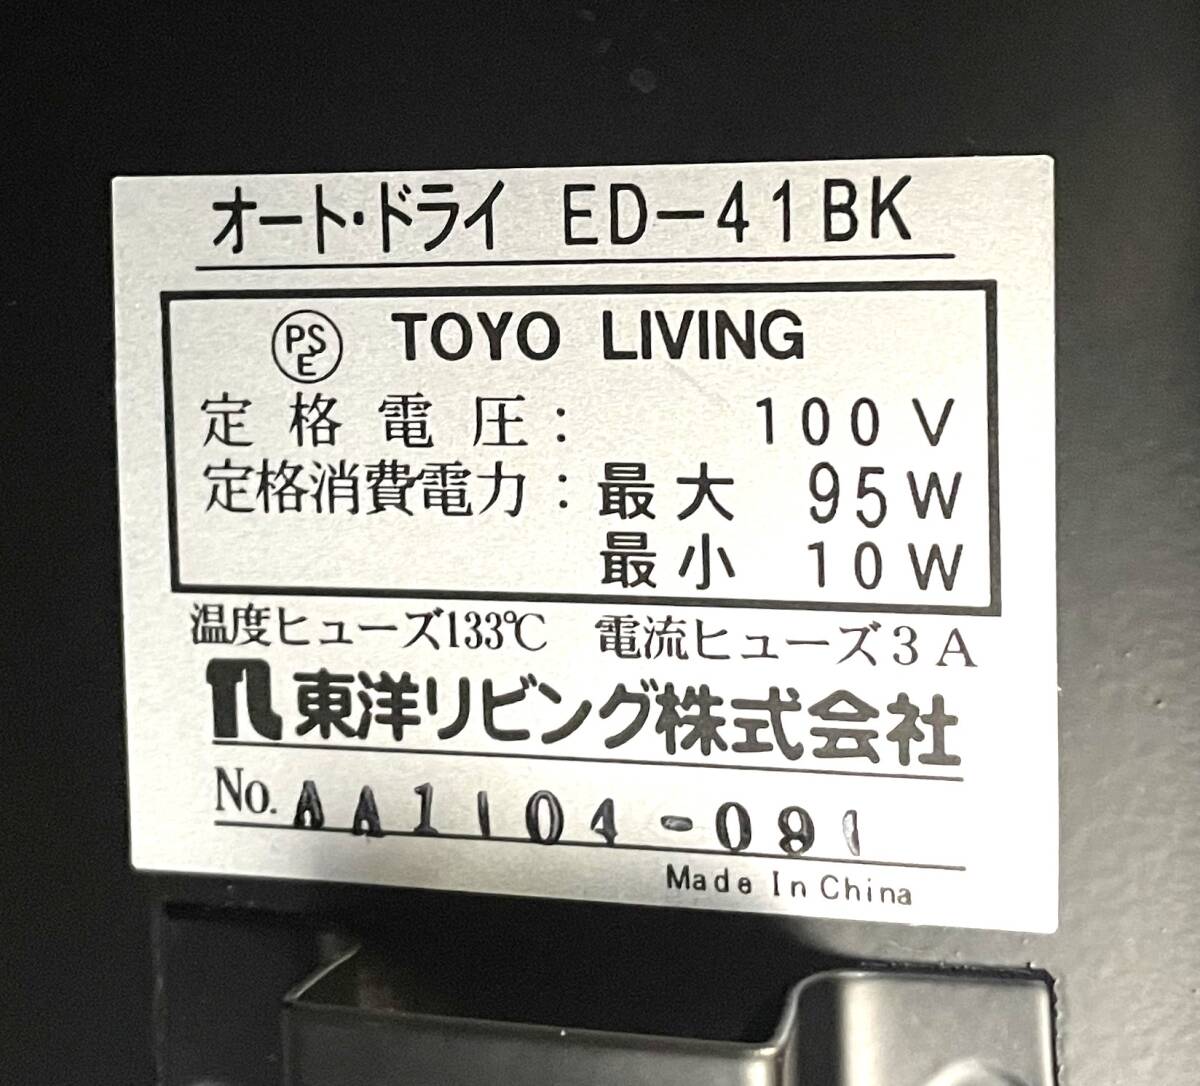 オート・ドライ ED-41BK
PSE TOYO LIVING
定格電圧: 100V
定格消費電力: 最大 95W
最小 10W
温度ヒューズ133℃ 電流ヒューズ3A
東洋リビング株式会社
No. AA1104-091
Made In China